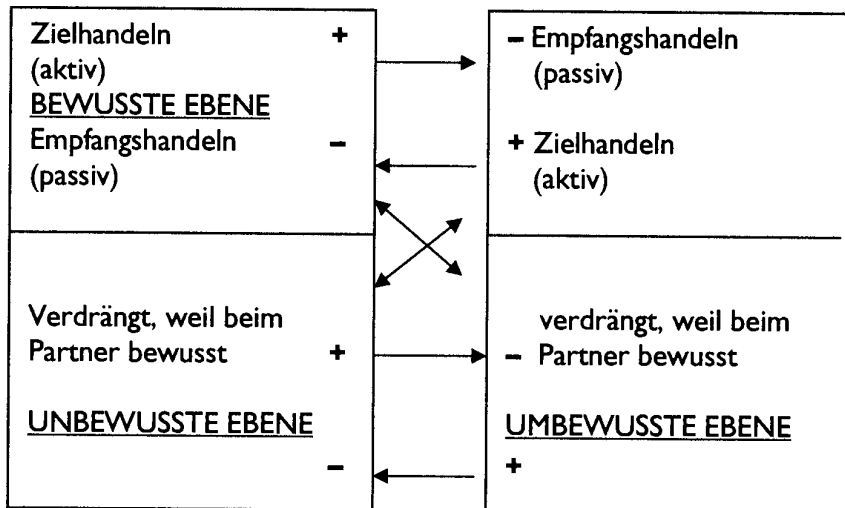 Zielhandeln +
(aktiv)
BEWUSSTE EBENE
Empfangshandeln –
(passiv)
Verdrängt, weil beim
Partner bewusst +
UNBEWUSSTE EBENE
–
– Empfangshandeln
(passiv)
+ Zielhandeln
(aktiv)
verdrängt, weil beim
– Partner bewusst
UMBEWUSSTE EBENE
+